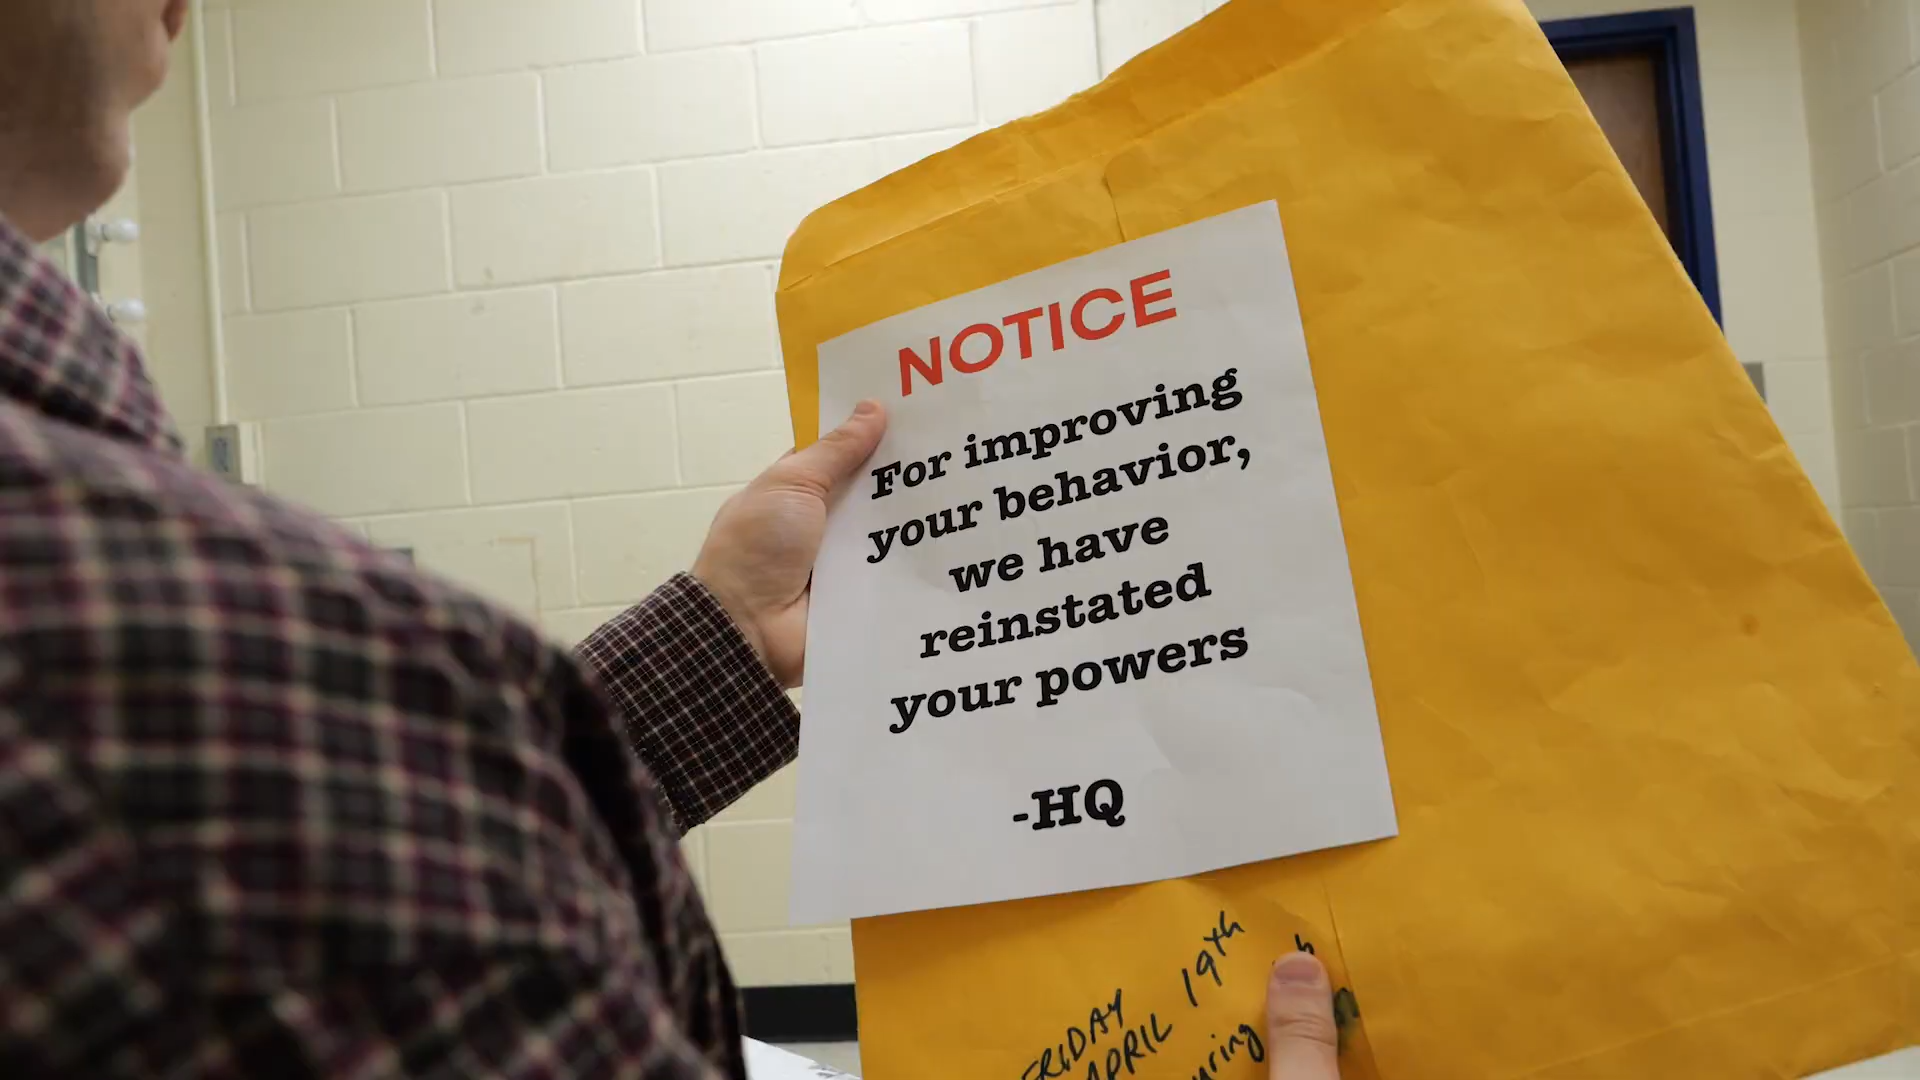 NOTICE
For improving
your behavior,
we have
reinstated
your powers
-HQ
FRIDAY
APRIL 19th